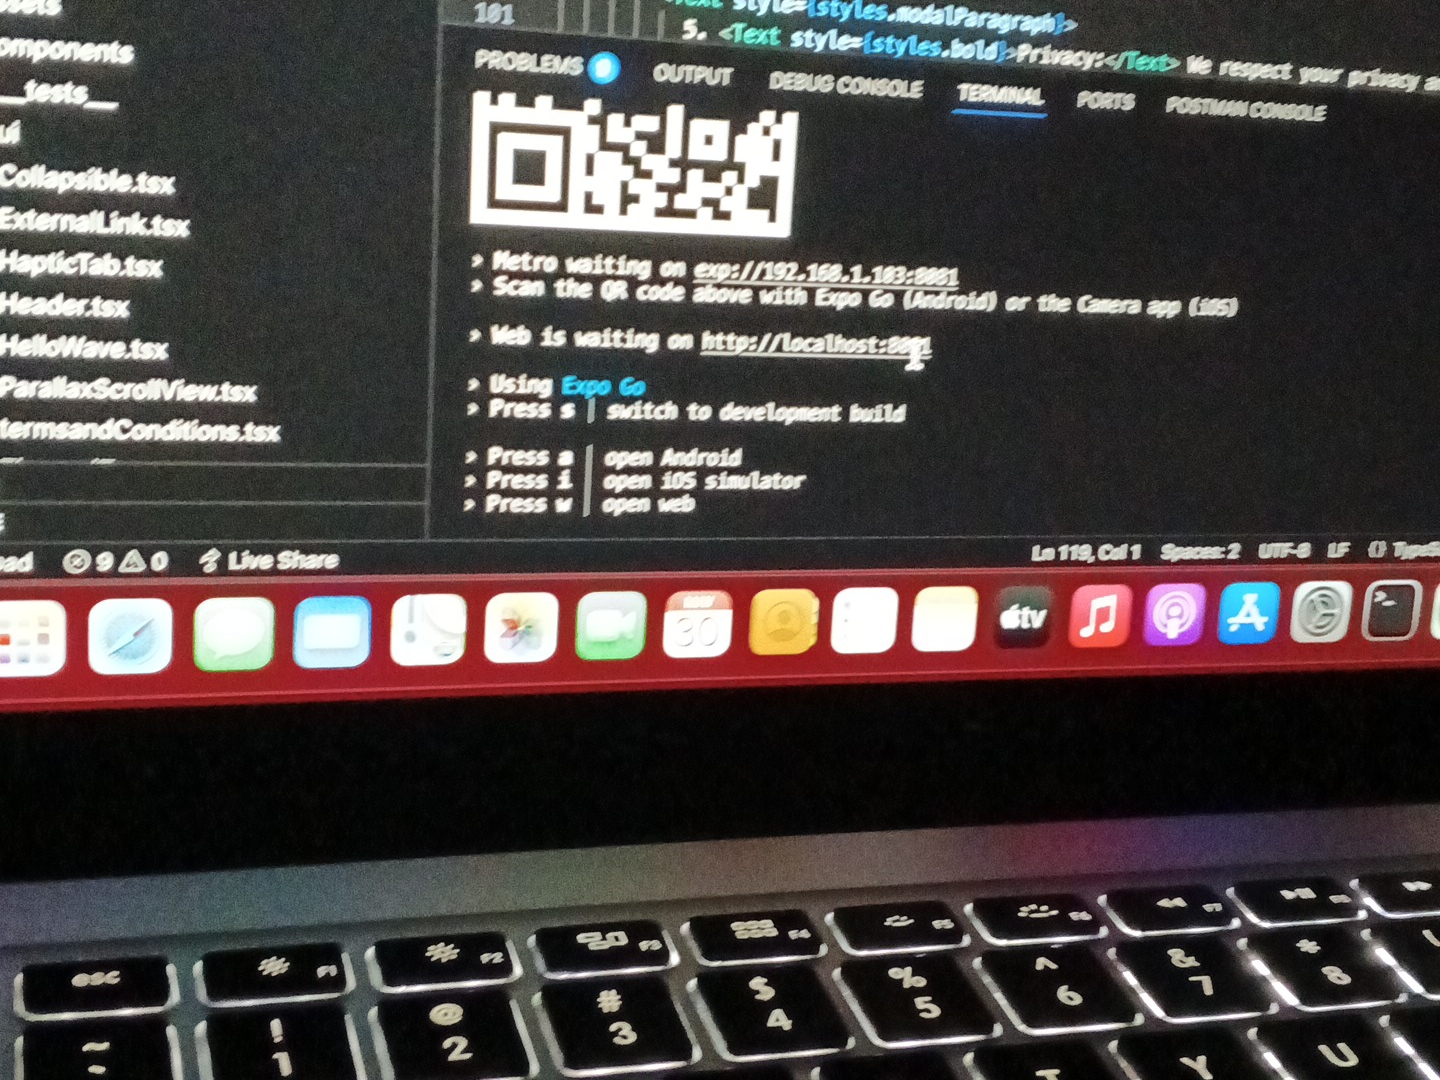 ssets
omponents
__tests__
ui
Collapsible.tsx
ExternalLink.tsx
HapticTab.tsx
Header.tsx
HelloWave.tsx
ParallaxScrollView.tsx
termsandConditions.tsx
101
Text style={styles.modalParagraph}>
5. <Text style={styles.bold}>Privacy:</Text> We respect your privacy
PROBLEMS OUTPUT DEBUG CONSOLE TERMINAL PORTS POSTMAN CONSOLE
> Metro waiting on exp://192.168.1.103:8081
> Scan the QR code above with Expo Go (Android) or the Camera app (iOS)
> Web is waiting on http://localhost:8081
> Using Expo Go
> Press s | switch to development build
> Press a | open Android
> Press i | open iOS simulator
> Press w | open web
9 0 Live Share
Ln 119, Col 1 Spaces: 2 UTF-8 LF {} TypeS
NOV
30
tv
>_
esc F1 F2 F3 F4 F5 F6 F7 F8
~ ! @ # $ % ^ & *
1 2 3 4 5 6 7 8
T Y U